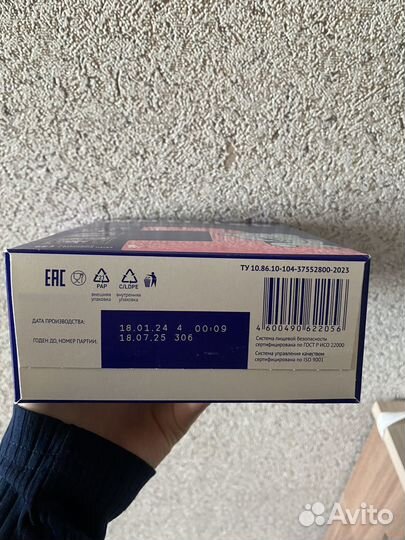 ТУ 10.86.10-104-37552800-2023
EAC
21
PAP
C/LDPE
внешняя
упаковка
внутренняя
упаковка
ДАТА ПРОИЗВОДСТВА:
18.01.24 4 00:09
ГОДЕН ДО, НОМЕР ПАРТИИ:
18.07.25 306
4 600490 622056
Система пищевой безопасности
сертифицирована по ГОСТ Р ИСО 22000
Система управления качеством
сертифицирована по ISO 9001
Avito